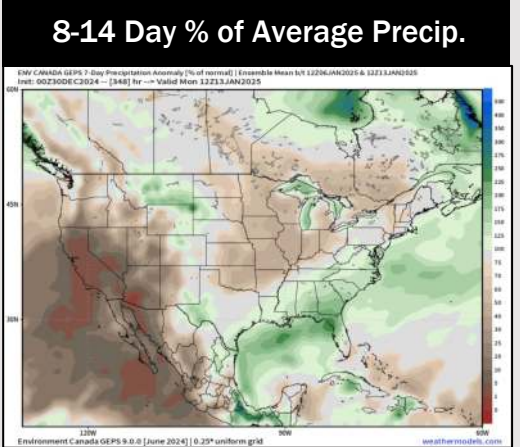 8-14 Day % of Average Precip.
ENV CANADA GEPS 7-Day Precipitation Anomaly [% of normal] | Ensemble Mean b/t 12Z06JAN2025 & 12Z13JAN2025
Init: 00Z30DEC2024 -- [348] hr --> Valid Mon 12Z13JAN2025
60N
45N
30N
120W
90W
60W
Environment Canada GEPS 9.0.0 [June 2024] | 0.25° uniform grid
weathermodels.com